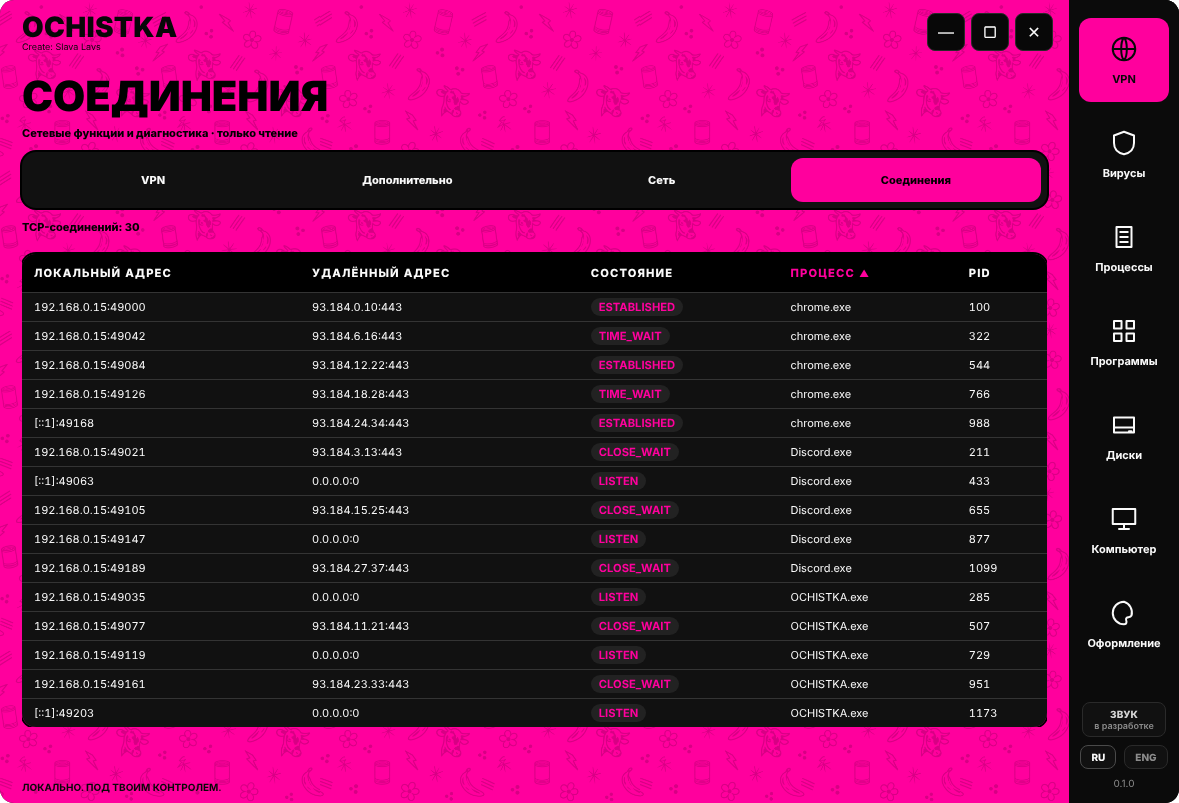 OCHISTKA
Create: Slava Lavs
СОЕДИНЕНИЯ
Сетевые функции и диагностика · только чтение
VPN Дополнительно Сеть Соединения
TCP-соединений: 30
ЛОКАЛЬНЫЙ АДРЕС УДАЛЁННЫЙ АДРЕС СОСТОЯНИЕ ПРОЦЕСС ▲ PID
192.168.0.15:49000 93.184.0.10:443 ESTABLISHED chrome.exe 100
192.168.0.15:49042 93.184.6.16:443 TIME_WAIT chrome.exe 322
192.168.0.15:49084 93.184.12.22:443 ESTABLISHED chrome.exe 544
192.168.0.15:49126 93.184.18.28:443 TIME_WAIT chrome.exe 766
[::1]:49168 93.184.24.34:443 ESTABLISHED chrome.exe 988
192.168.0.15:49021 93.184.3.13:443 CLOSE_WAIT Discord.exe 211
[::1]:49063 0.0.0.0:0 LISTEN Discord.exe 433
192.168.0.15:49105 93.184.15.25:443 CLOSE_WAIT Discord.exe 655
192.168.0.15:49147 0.0.0.0:0 LISTEN Discord.exe 877
192.168.0.15:49189 93.184.27.37:443 CLOSE_WAIT Discord.exe 1099
192.168.0.15:49035 0.0.0.0:0 LISTEN OCHISTKA.exe 285
192.168.0.15:49077 93.184.11.21:443 CLOSE_WAIT OCHISTKA.exe 507
192.168.0.15:49119 0.0.0.0:0 LISTEN OCHISTKA.exe 729
192.168.0.15:49161 93.184.23.33:443 CLOSE_WAIT OCHISTKA.exe 951
[::1]:49203 0.0.0.0:0 LISTEN OCHISTKA.exe 1173
ЛОКАЛЬНО. ПОД ТВОИМ КОНТРОЛЕМ.
VPN
Вирусы
Процессы
Программы
Диски
Компьютер
Оформление
ЗВУК
в разработке
RU ENG
0.1.0